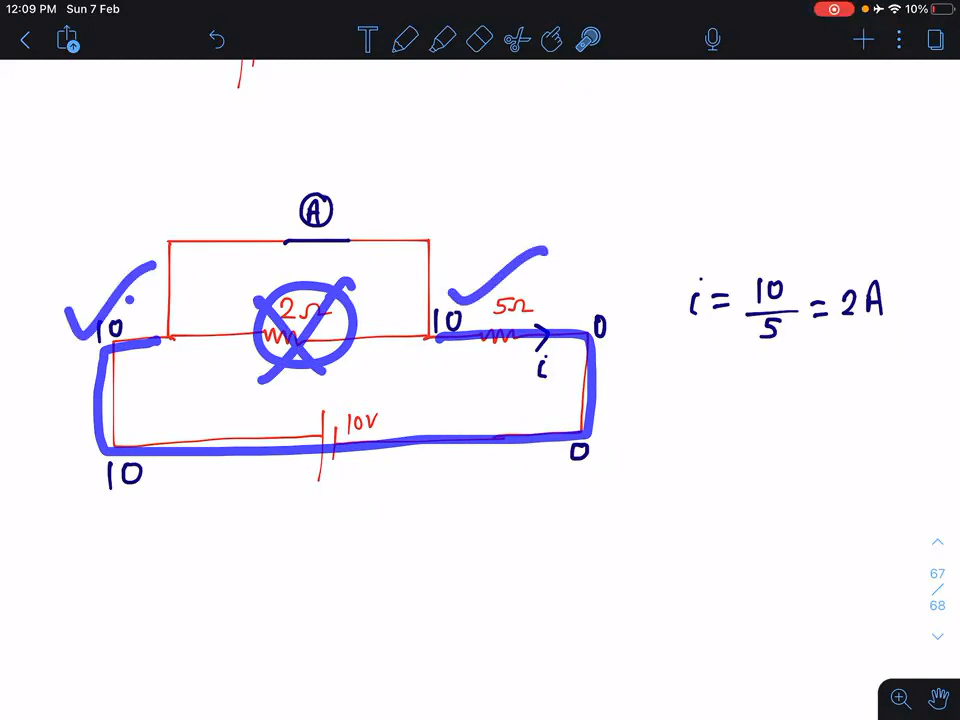 12:09 PM Sun 7 Feb
10%
T
A
2Ω
5Ω
10
10
0
i
10V
10
0
i = 10/5 = 2A
67
/
68